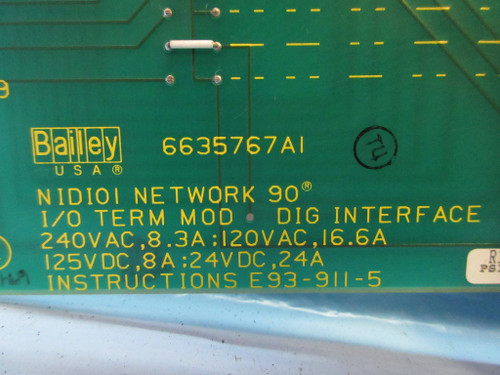 Bailey 6635767A1
USA®
NIDI01 NETWORK 90®
I/O TERM MOD DIG INTERFACE
240VAC,8.3A:120VAC,16.6A
125VDC,8A:24VDC,24A
INSTRUCTIONS E93-911-5